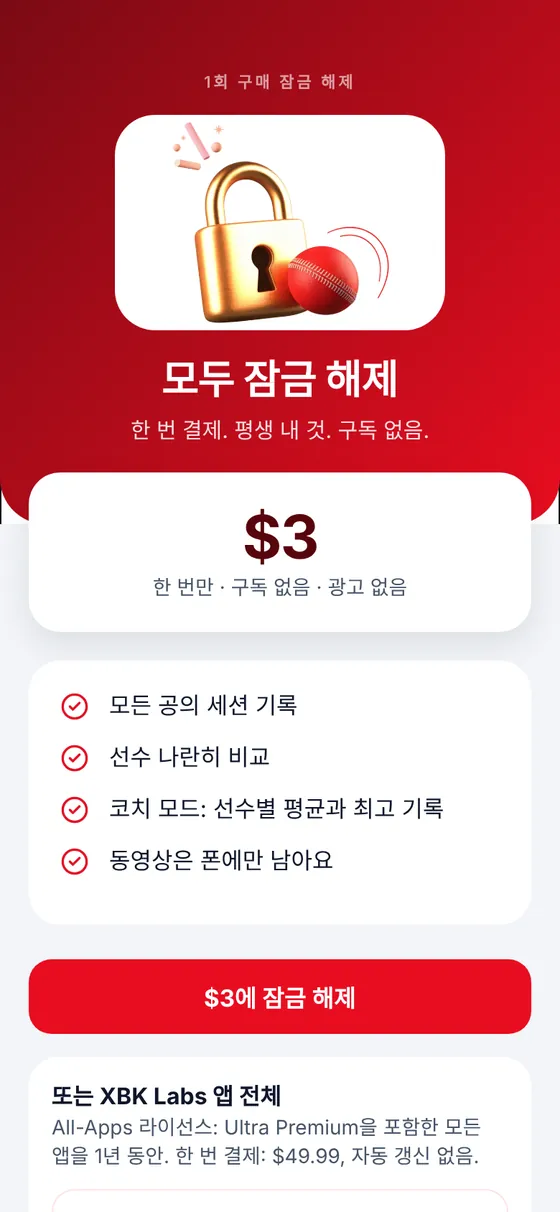 1회 구매 잠금 해제
모두 잠금 해제
한 번 결제. 평생 내 것. 구독 없음.
$3
한 번만 · 구독 없음 · 광고 없음
모든 공의 세션 기록
선수 나란히 비교
코치 모드: 선수별 평균과 최고 기록
동영상은 폰에만 남아요
$3에 잠금 해제
또는 XBK Labs 앱 전체
All-Apps 라이선스: Ultra Premium을 포함한 모든
앱을 1년 동안. 한 번 결제: $49.99, 자동 갱신 없음.